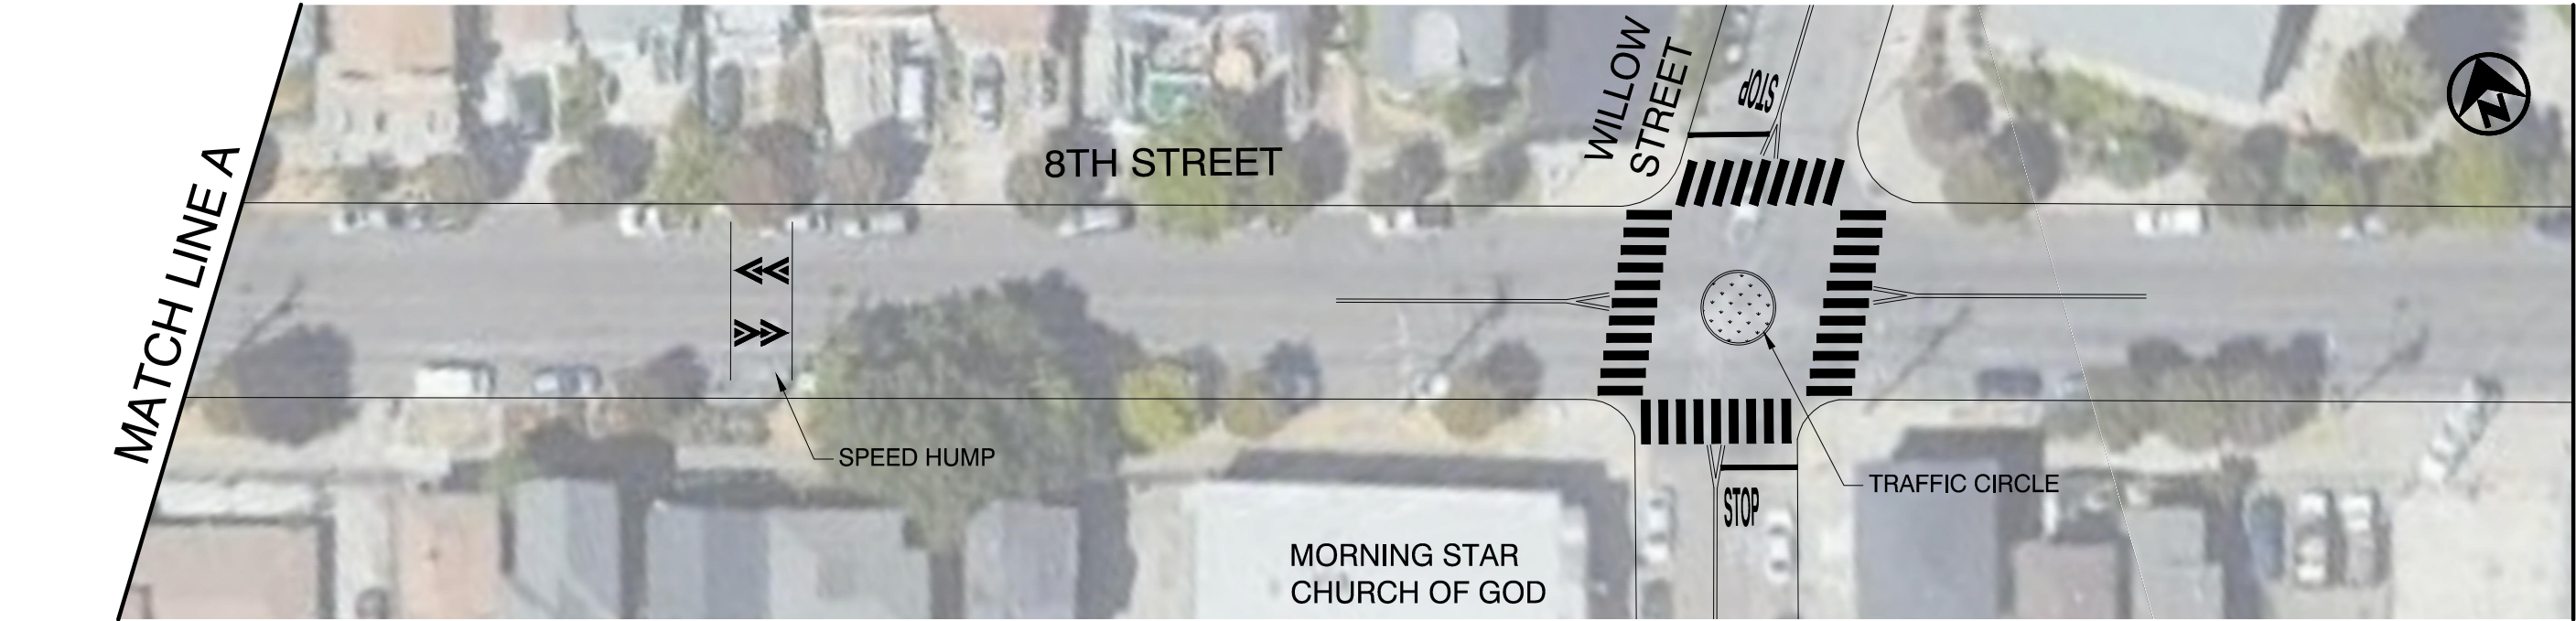 MATCH LINE A
8TH STREET
WILLOW
STREET
STOP
N
SPEED HUMP
TRAFFIC CIRCLE
STOP
MORNING STAR
CHURCH OF GOD